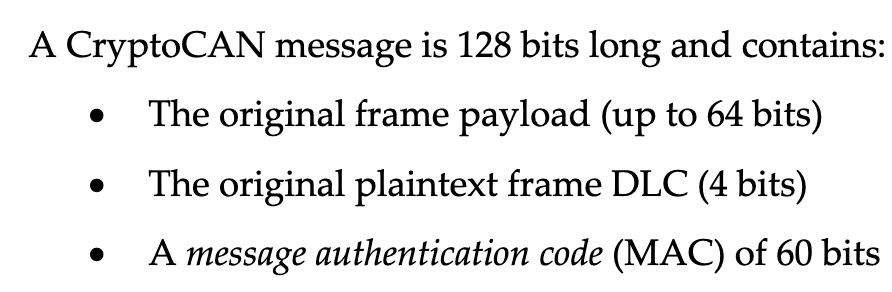 A CryptoCAN message is 128 bits long and contains:
• The original frame payload (up to 64 bits)
• The original plaintext frame DLC (4 bits)
• A message authentication code (MAC) of 60 bits